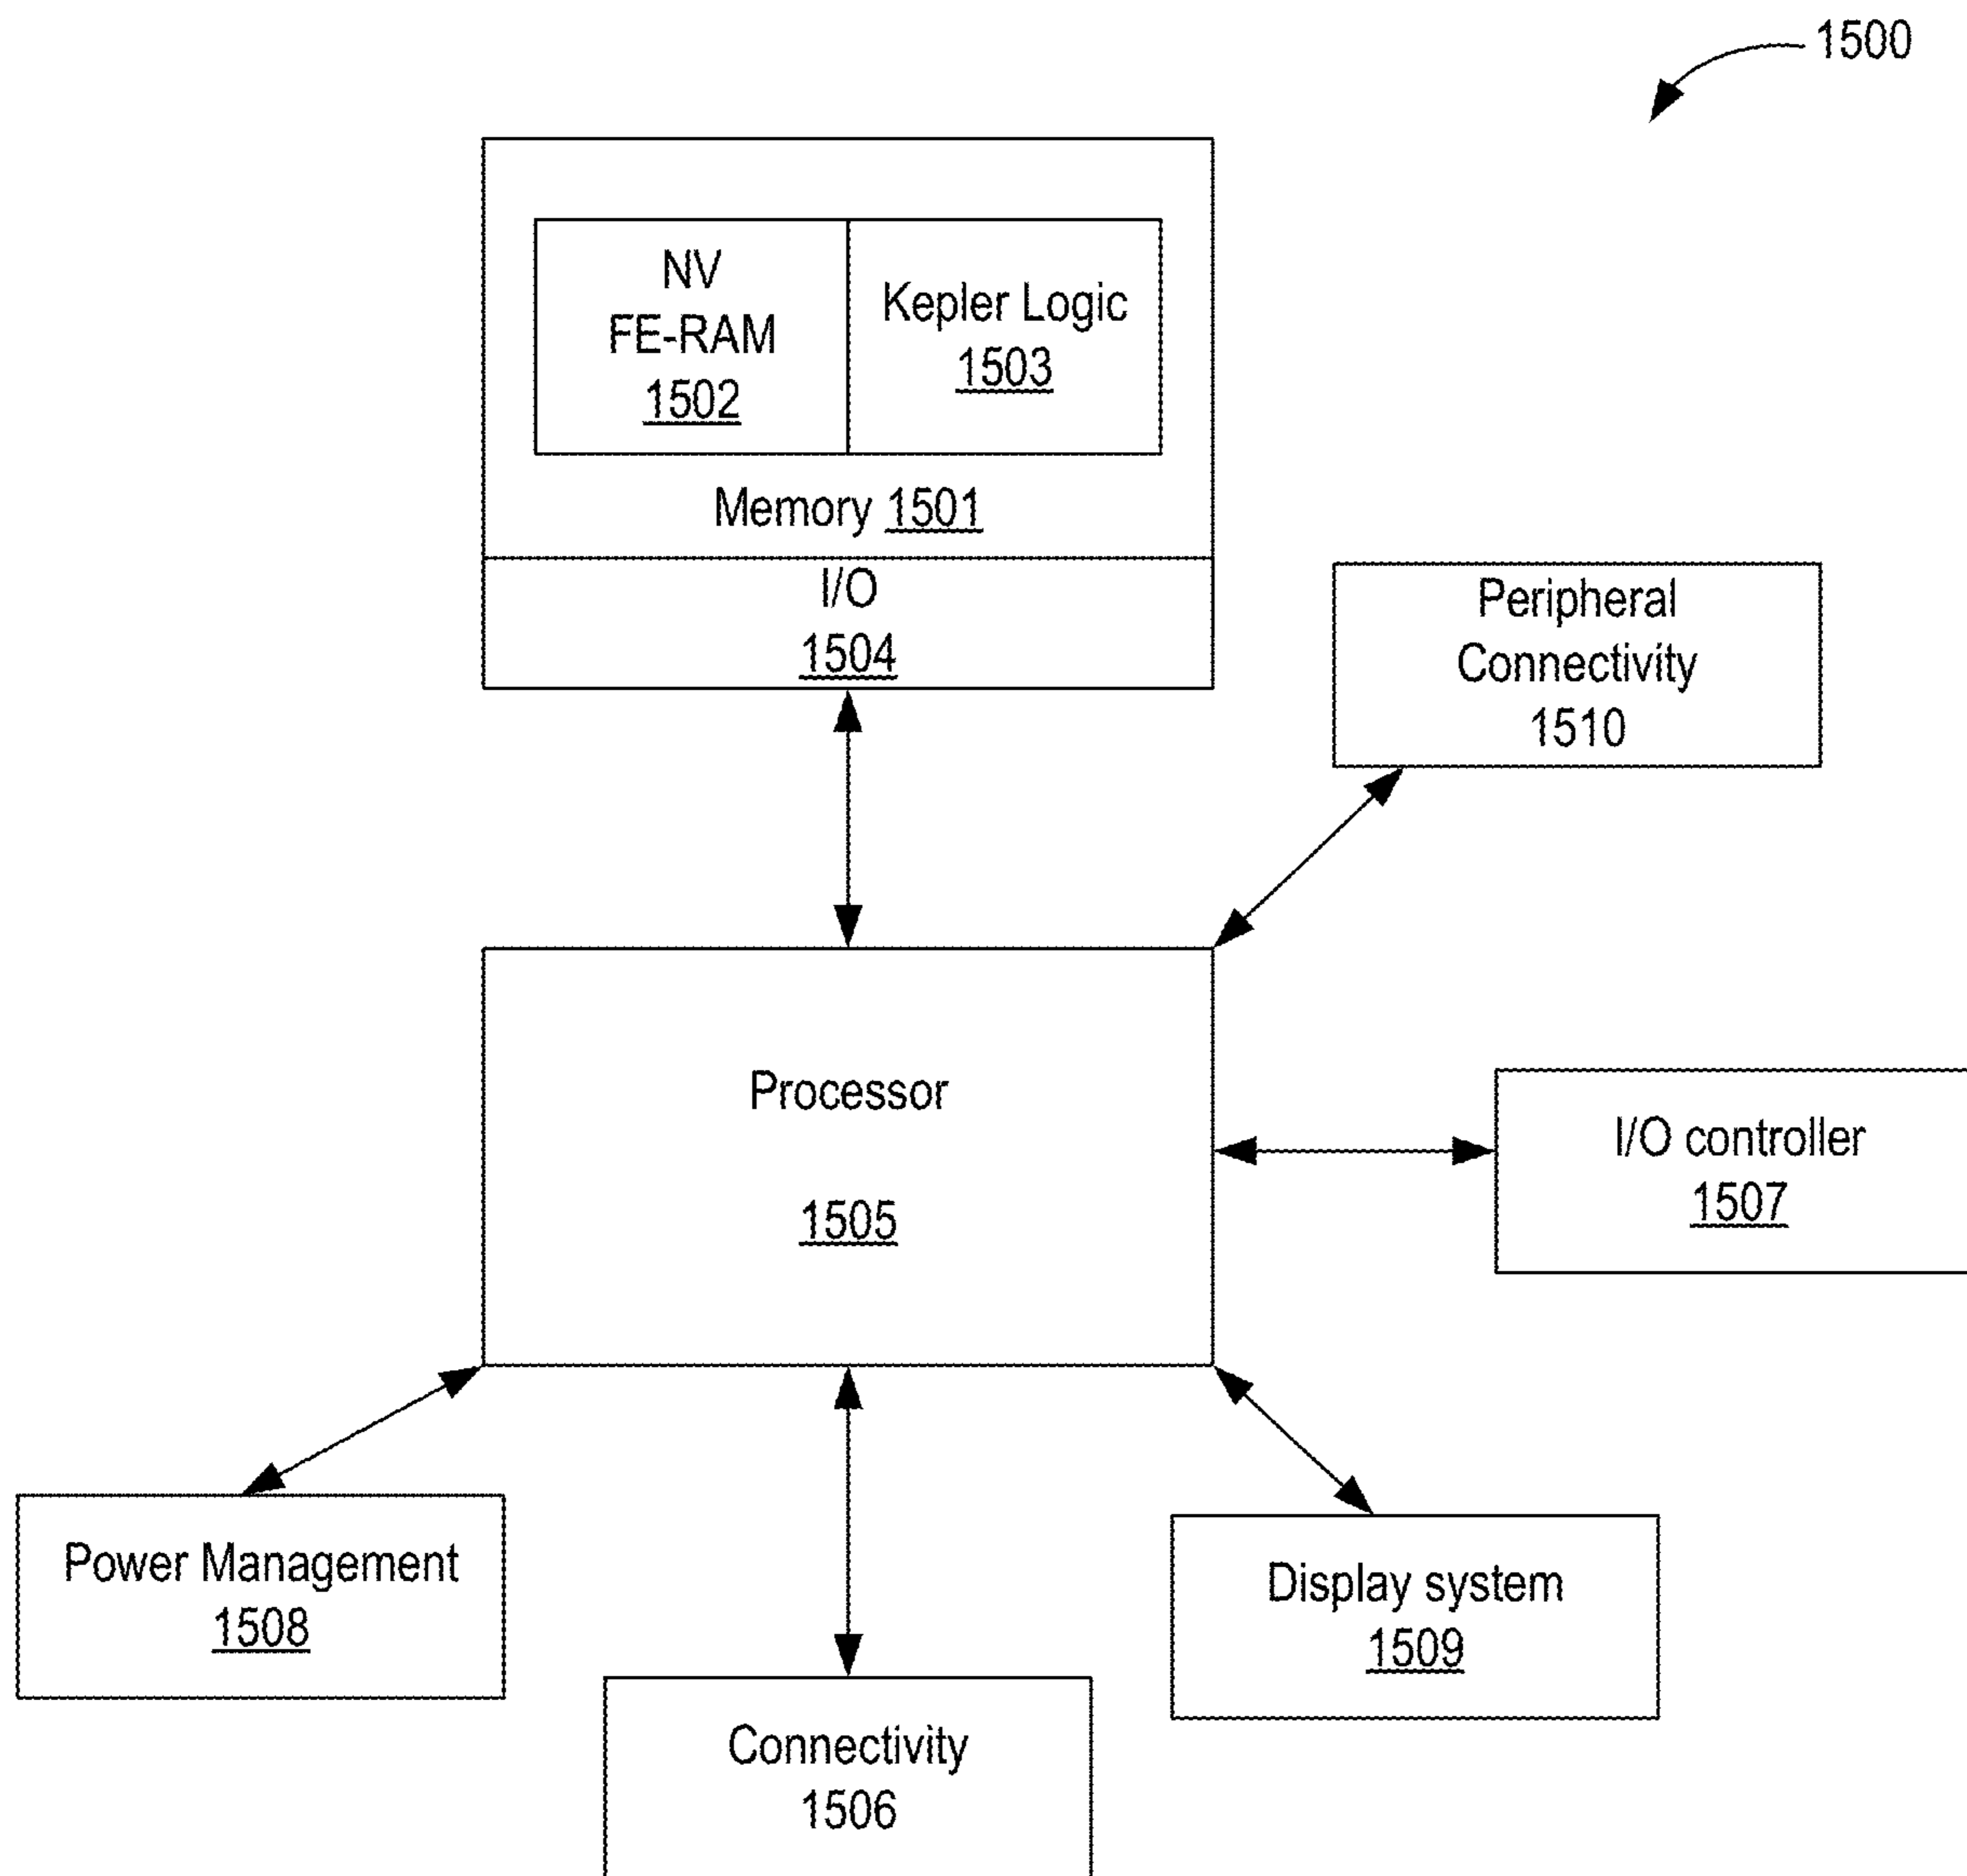 1500
NV
FE-RAM
1502
Kepler Logic
1503
Memory 1501
I/O
1504
Peripheral
Connectivity
1510
Processor
1505
I/O controller
1507
Power Management
1508
Display system
1509
Connectivity
1506